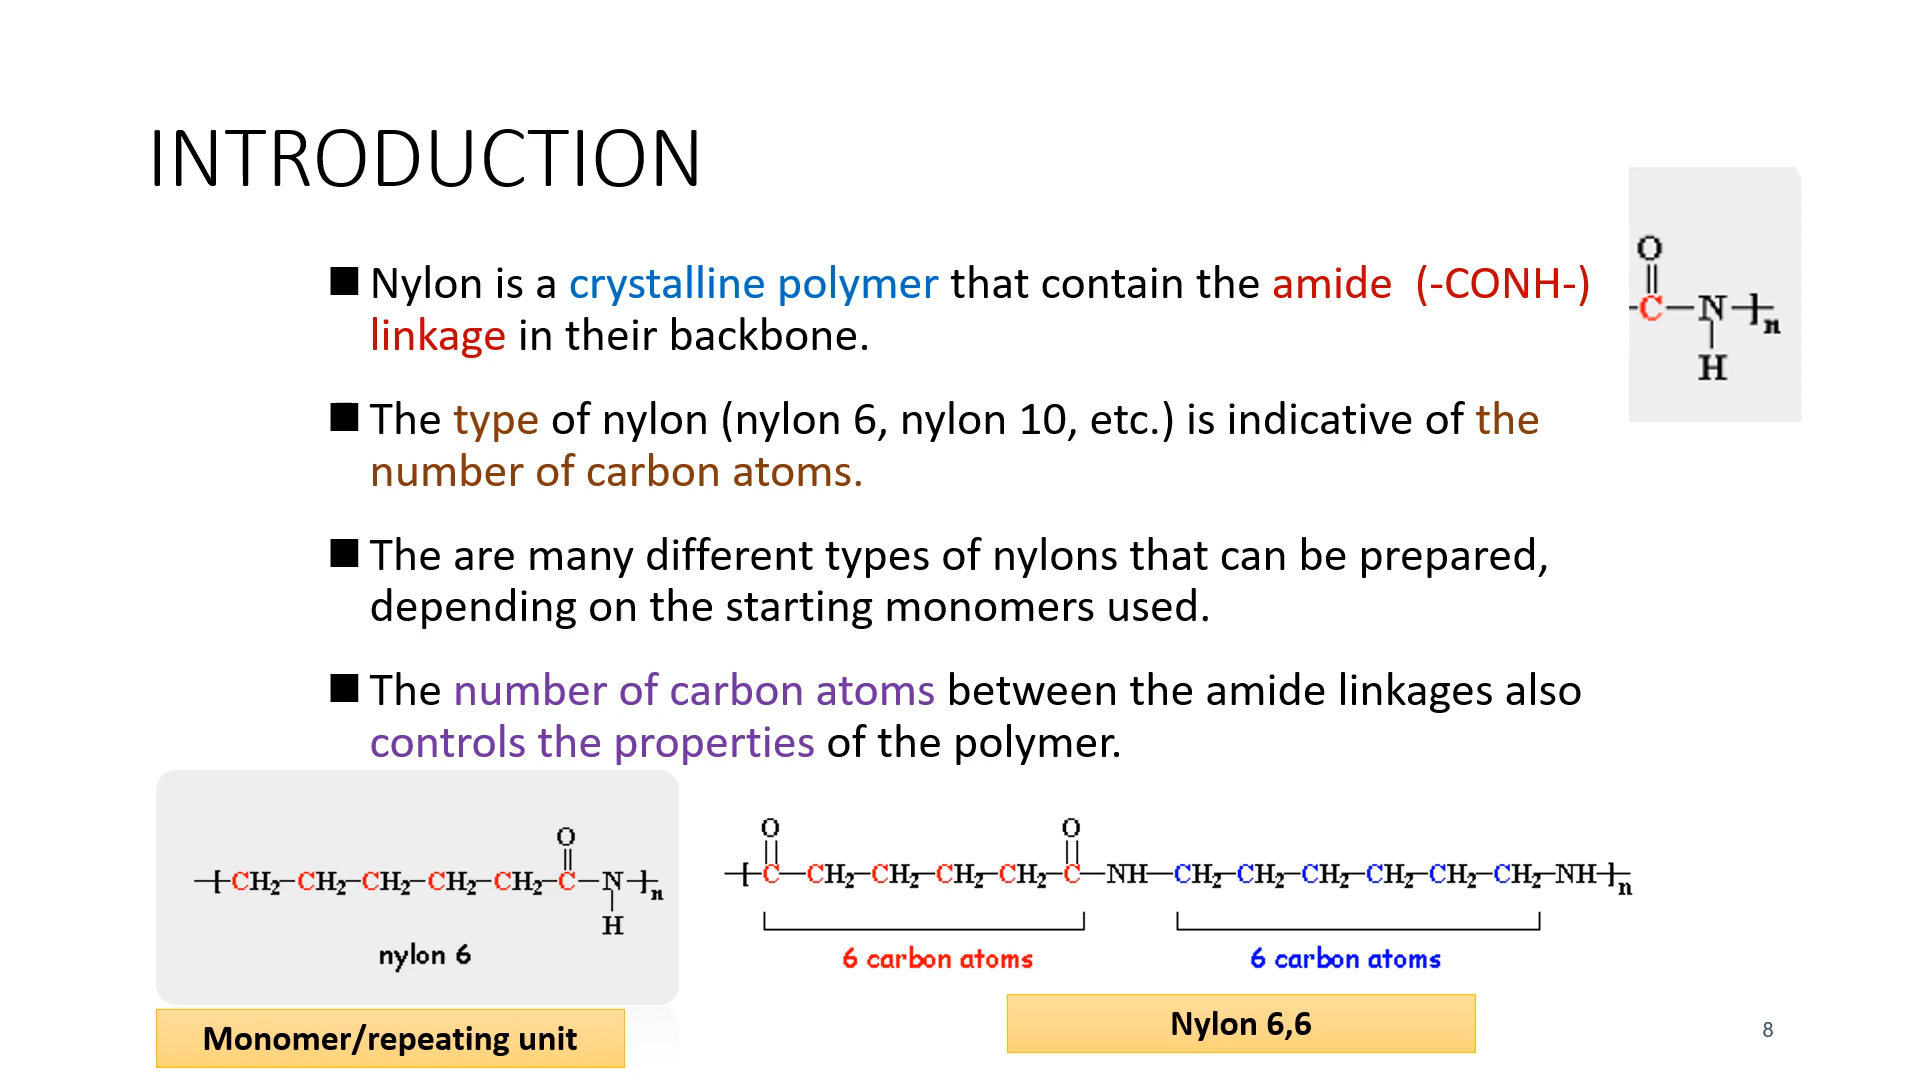 INTRODUCTION
■ Nylon is a crystalline polymer that contain the amide (-CONH-)
linkage in their backbone.
■ The type of nylon (nylon 6, nylon 10, etc.) is indicative of the
number of carbon atoms.
■ The are many different types of nylons that can be prepared,
depending on the starting monomers used.
■ The number of carbon atoms between the amide linkages also
controls the properties of the polymer.
O
-C-N-]n
H
O
-[-CH2-CH2-CH2-CH2-CH2-C-N-]n
H
nylon 6
Monomer/repeating unit
O O
-[-C-CH2-CH2-CH2-CH2-C-NH-CH2-CH2-CH2-CH2-CH2-CH2-NH-]n
6 carbon atoms 6 carbon atoms
Nylon 6,6
8